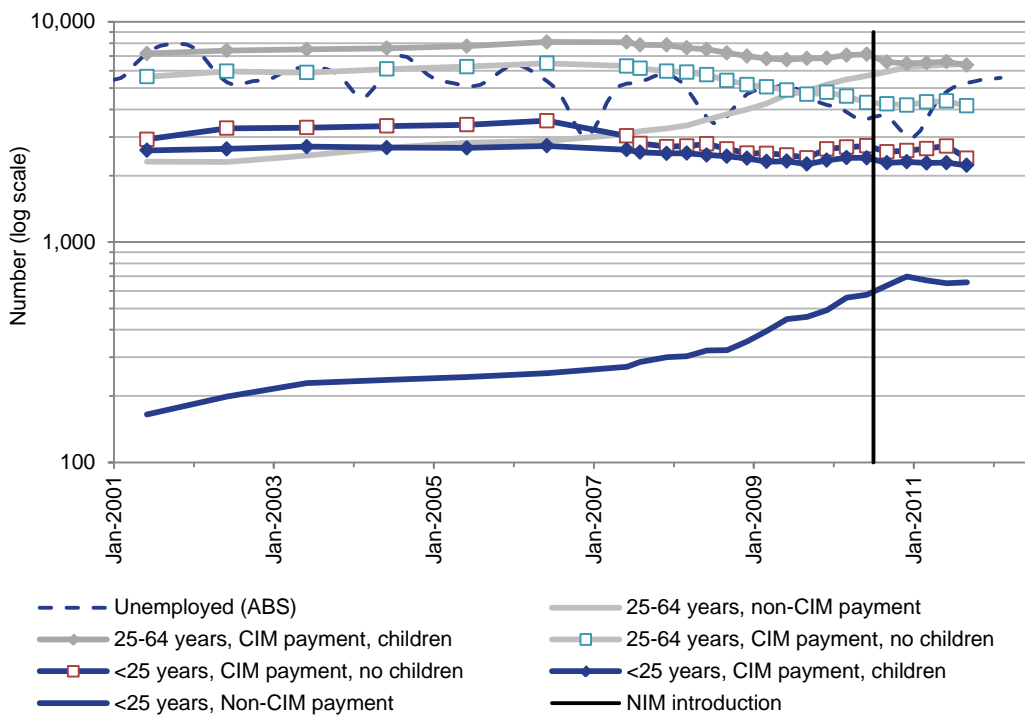 10,000
1,000
100
Number (log scale)
Jan-2001
Jan-2003
Jan-2005
Jan-2007
Jan-2009
Jan-2011
Unemployed (ABS)
25-64 years, non-CIM payment
25-64 years, CIM payment, children
25-64 years, CIM payment, no children
<25 years, CIM payment, no children
<25 years, CIM payment, children
<25 years, Non-CIM payment
NIM introduction